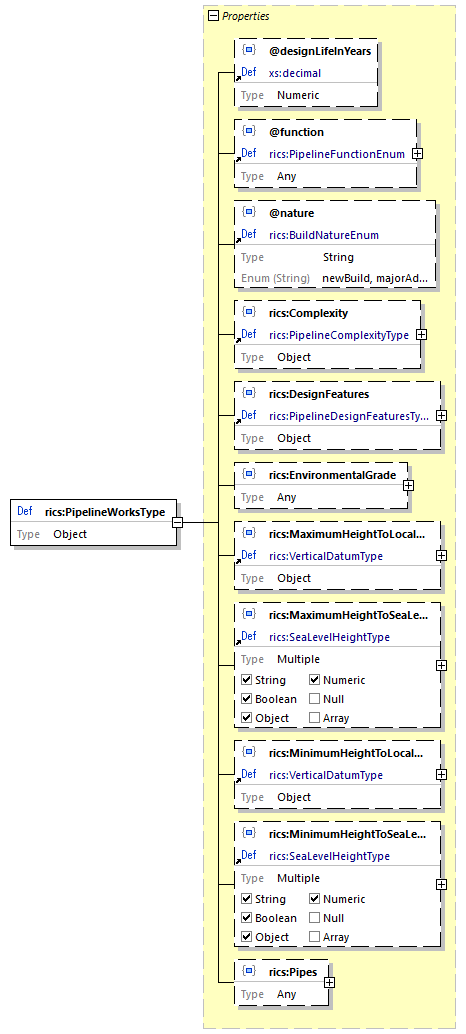 Properties
@designLifeInYears
Def xs:decimal
Type Numeric
@function
Def rics:PipelineFunctionEnum
Type Any
@nature
Def rics:BuildNatureEnum
Type String
Enum (String) newBuild, majorAd...
rics:Complexity
Def rics:PipelineComplexityType
Type Object
rics:DesignFeatures
Def rics:PipelineDesignFeaturesTy...
Type Object
rics:EnvironmentalGrade
Type Any
Def rics:PipelineWorksType
Type Object
rics:MaximumHeightToLocal...
Def rics:VerticalDatumType
Type Object
rics:MaximumHeightToSeaLe...
Def rics:SeaLevelHeightType
Type Multiple
String Numeric
Boolean Null
Object Array
rics:MinimumHeightToLocal...
Def rics:VerticalDatumType
Type Object
rics:MinimumHeightToSeaLe...
Def rics:SeaLevelHeightType
Type Multiple
String Numeric
Boolean Null
Object Array
rics:Pipes
Type Any